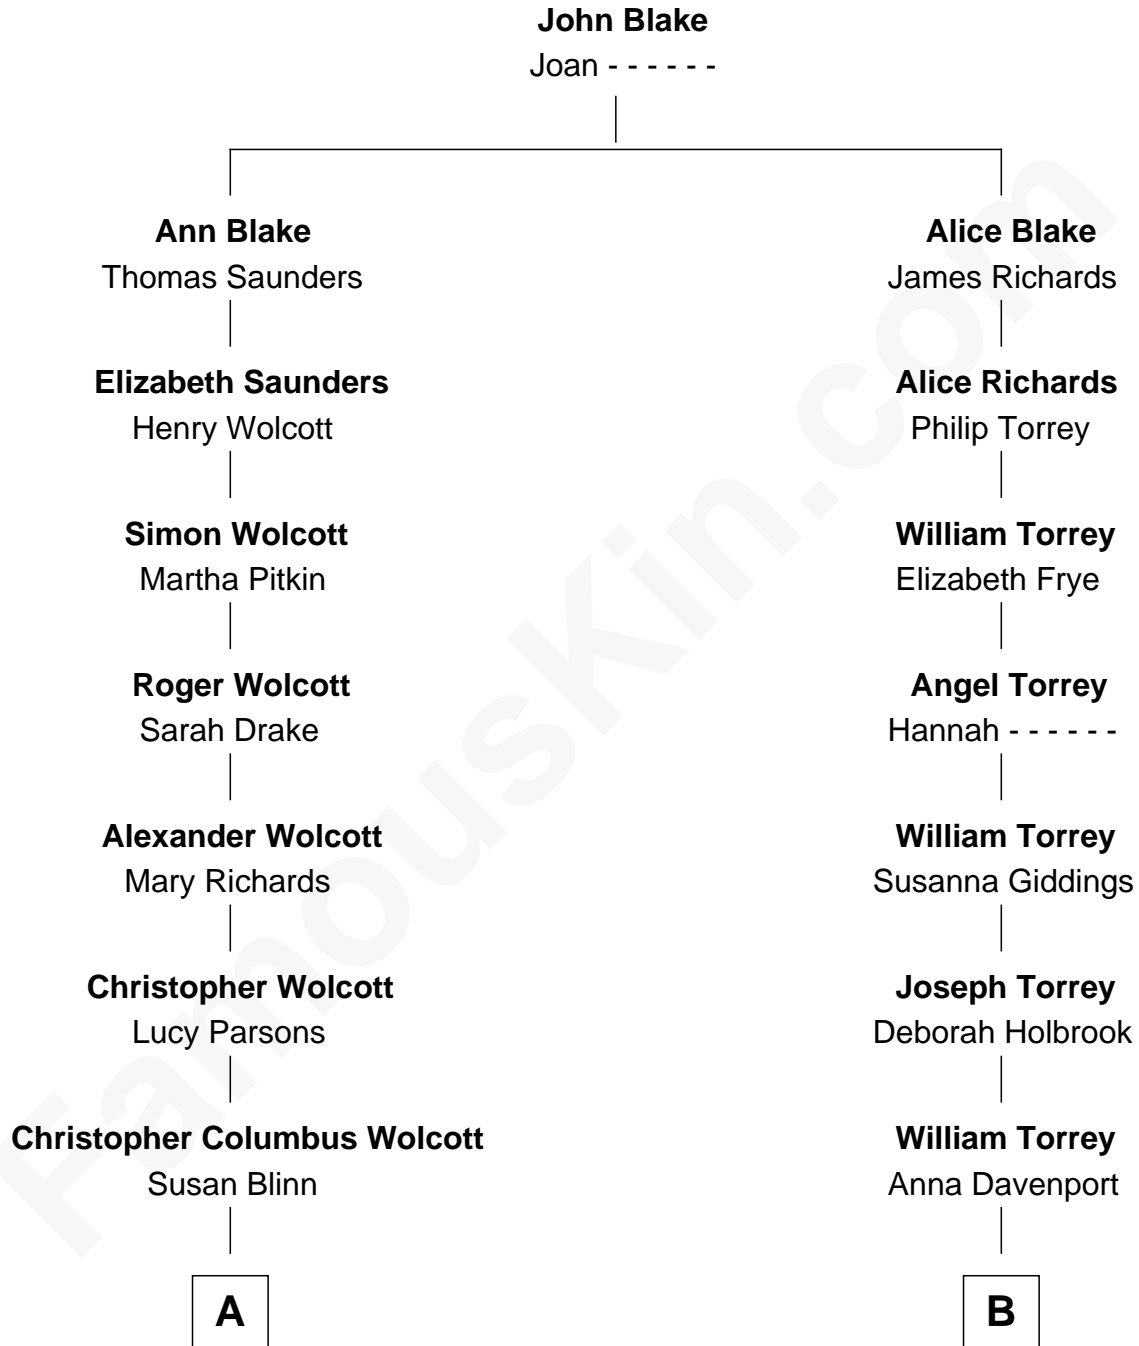 John Blake
Joan - - - - - -
Ann Blake
Thomas Saunders
Alice Blake
James Richards
Elizabeth Saunders
Henry Wolcott
Alice Richards
Philip Torrey
Simon Wolcott
Martha Pitkin
William Torrey
Elizabeth Frye
Roger Wolcott
Sarah Drake
Angel Torrey
Hannah - - - - - -
Alexander Wolcott
Mary Richards
William Torrey
Susanna Giddings
Christopher Wolcott
Lucy Parsons
Joseph Torrey
Deborah Holbrook
Christopher Columbus Wolcott
Susan Blinn
William Torrey
Anna Davenport
A
B
FamousKin.com